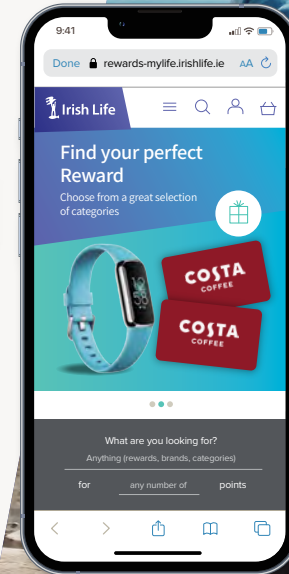 9:41
Done rewards-mylife.irishlife.ie AA
Irish Life
Find your perfect
Reward
Choose from a great selection
of categories
COSTA
COFFEE
COSTA
COFFEE
What are you looking for?
Anything (rewards, brands, categories)
for any number of points